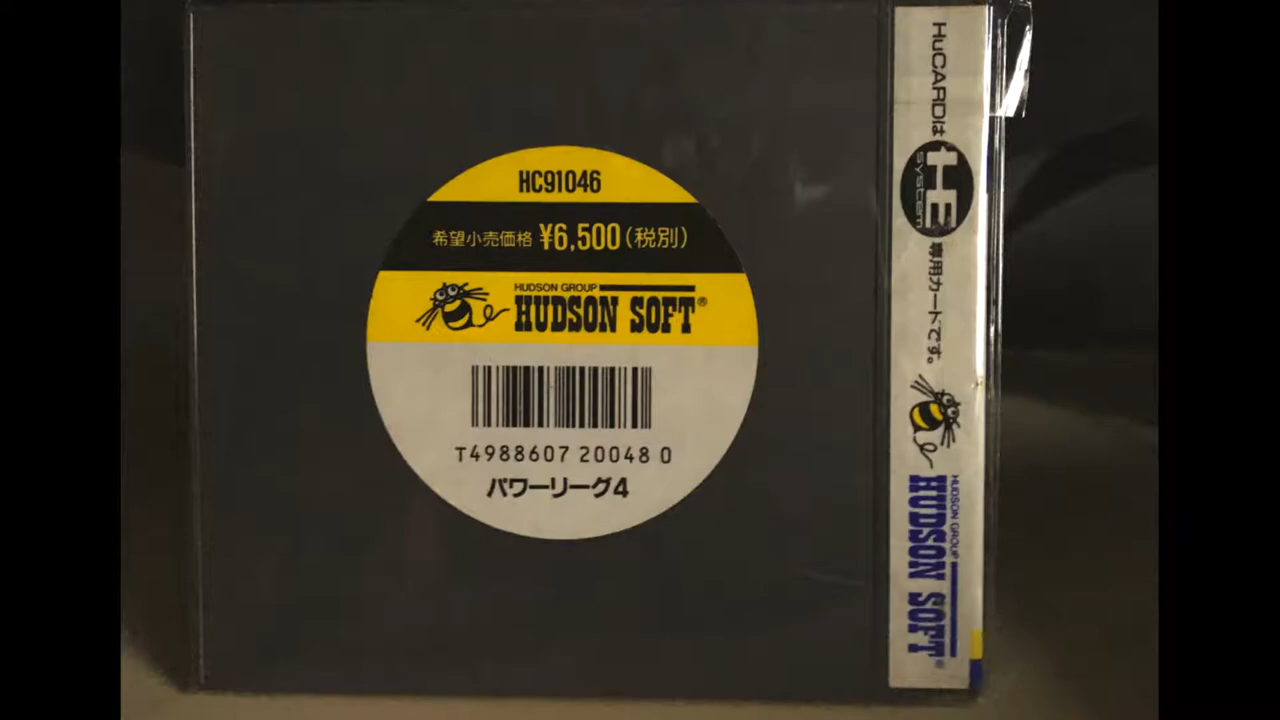 HC91046
希望小売価格 ¥6,500(税別)
HUDSON GROUP
HUDSON SOFT®
T4988607 20048 0
パワーリーグ4
HuCARDは HE system 専用カードです。
HUDSON GROUP
HUDSON SOFT®